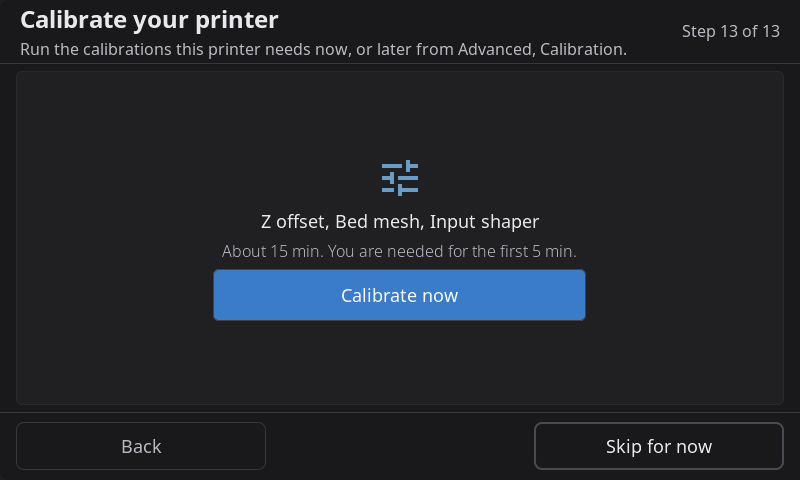 Calibrate your printer
Run the calibrations this printer needs now, or later from Advanced, Calibration.
Step 13 of 13
Z offset, Bed mesh, Input shaper
About 15 min. You are needed for the first 5 min.
Calibrate now
Back
Skip for now